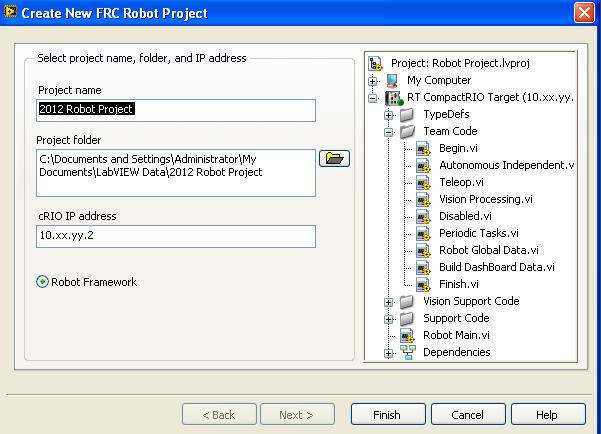 Create New FRC Robot Project
Select project name, folder, and IP address
Project name
2012 Robot Project
Project folder
C:\Documents and Settings\Administrator\My
Documents\LabVIEW Data\2012 Robot Project
cRIO IP address
10.xx.yy.2
Robot Framework
Project: Robot Project.lvproj
My Computer
RT CompactRIO Target (10.xx.yy.
TypeDefs
Team Code
Begin.vi
Autonomous Independent.v
Teleop.vi
Vision Processing.vi
Disabled.vi
Periodic Tasks.vi
Robot Global Data.vi
Build DashBoard Data.vi
Finish.vi
Vision Support Code
Support Code
Robot Main.vi
Dependencies
< Back
Next >
Finish
Cancel
Help